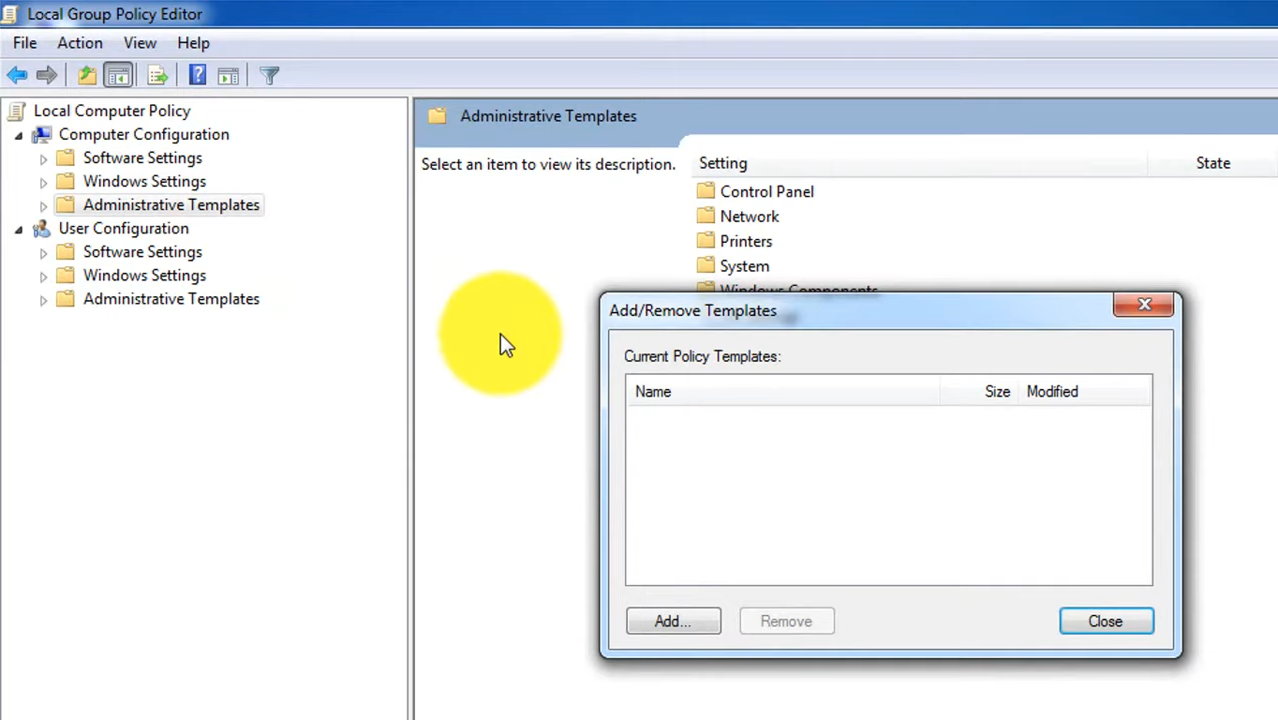 Local Group Policy Editor
File Action View Help
Local Computer Policy
Computer Configuration
Software Settings
Windows Settings
Administrative Templates
User Configuration
Software Settings
Windows Settings
Administrative Templates
Administrative Templates
Select an item to view its description.
Setting State
Control Panel
Network
Printers
System
Windows Components
Add/Remove Templates
Current Policy Templates:
Name Size Modified
Add... Remove Close